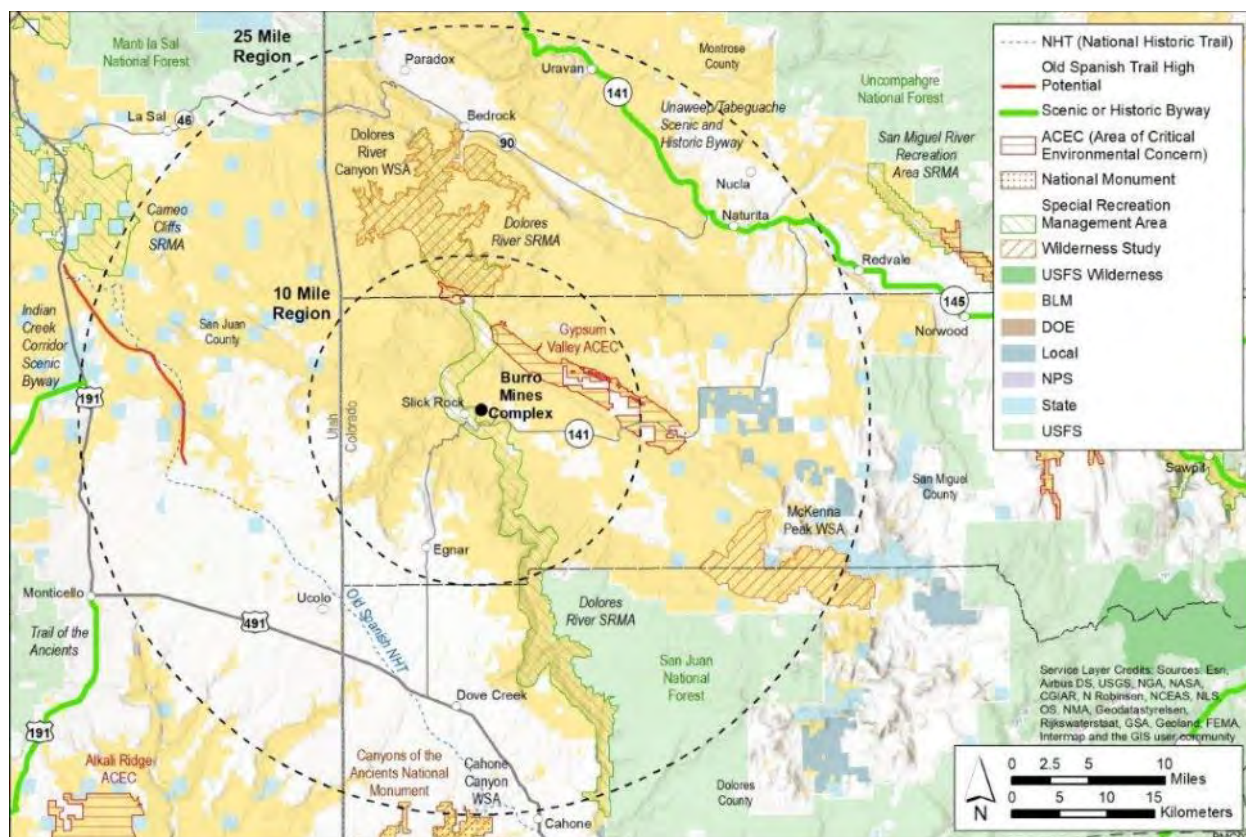 25 Mile
Region
Manti la Sal
National Forest
Paradox
Uravan
141
Montrose
County
Uncompahgre
National Forest
La Sal
46
Bedrock
90
Unaweep/Tabeguache
Scenic and
Historic Byway
San Miguel River
Recreation
Area SRMA
Dolores
River
Canyon WSA
Nucla
Naturita
Cameo
Cliffs
SRMA
Dolores
River SRMA
Redvale
145
Norwood
10 Mile
Region
Indian
Creek
Corridor
Scenic
Byway
San Juan
County
191
Gypsum
Valley ACEC
Burro
Mines
Complex
Slick Rock
Utah
Colorado
141
Sawpit
San Miguel
County
McKenna
Peak WSA
Egnar
Monticello
Ucolo
491
Old Spanish NHT
Trail of the
Ancients
Dolores
River SRMA
San Juan
National
Forest
Dove Creek
191
Alkali Ridge
ACEC
Canyons of the
Ancients National
Monument
Cahone
Canyon
WSA
Cahone
Dolores
County
NHT (National Historic Trail)
Old Spanish Trail High
Potential
Scenic or Historic Byway
ACEC (Area of Critical
Environmental Concern)
National Monument
Special Recreation
Management Area
Wilderness Study
USFS Wilderness
BLM
DOE
Local
NPS
State
USFS
Service Layer Credits: Sources: Esri,
Airbus DS, USGS, NGA, NASA,
CGIAR, N Robinson, NCEAS, NLS,
OS, NMA, Geodatastyrelsen,
Rijkswaterstaat, GSA, Geoland, FEMA,
Intermap and the GIS user community
N
0 2.5 5 10
Miles
0 5 10 15
Kilometers